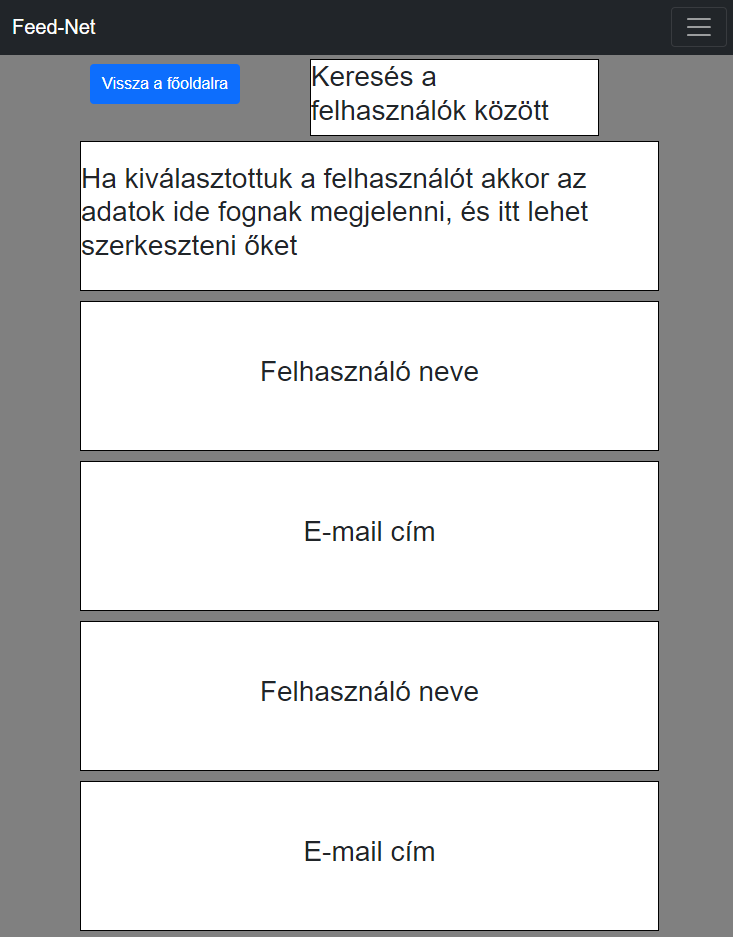 Feed-Net
Vissza a főoldalra
Keresés a
felhasználók között
Ha kiválasztottuk a felhasználót akkor az
adatok ide fognak megjelenni, és itt lehet
szerkeszteni őket
Felhasználó neve
E-mail cím
Felhasználó neve
E-mail cím